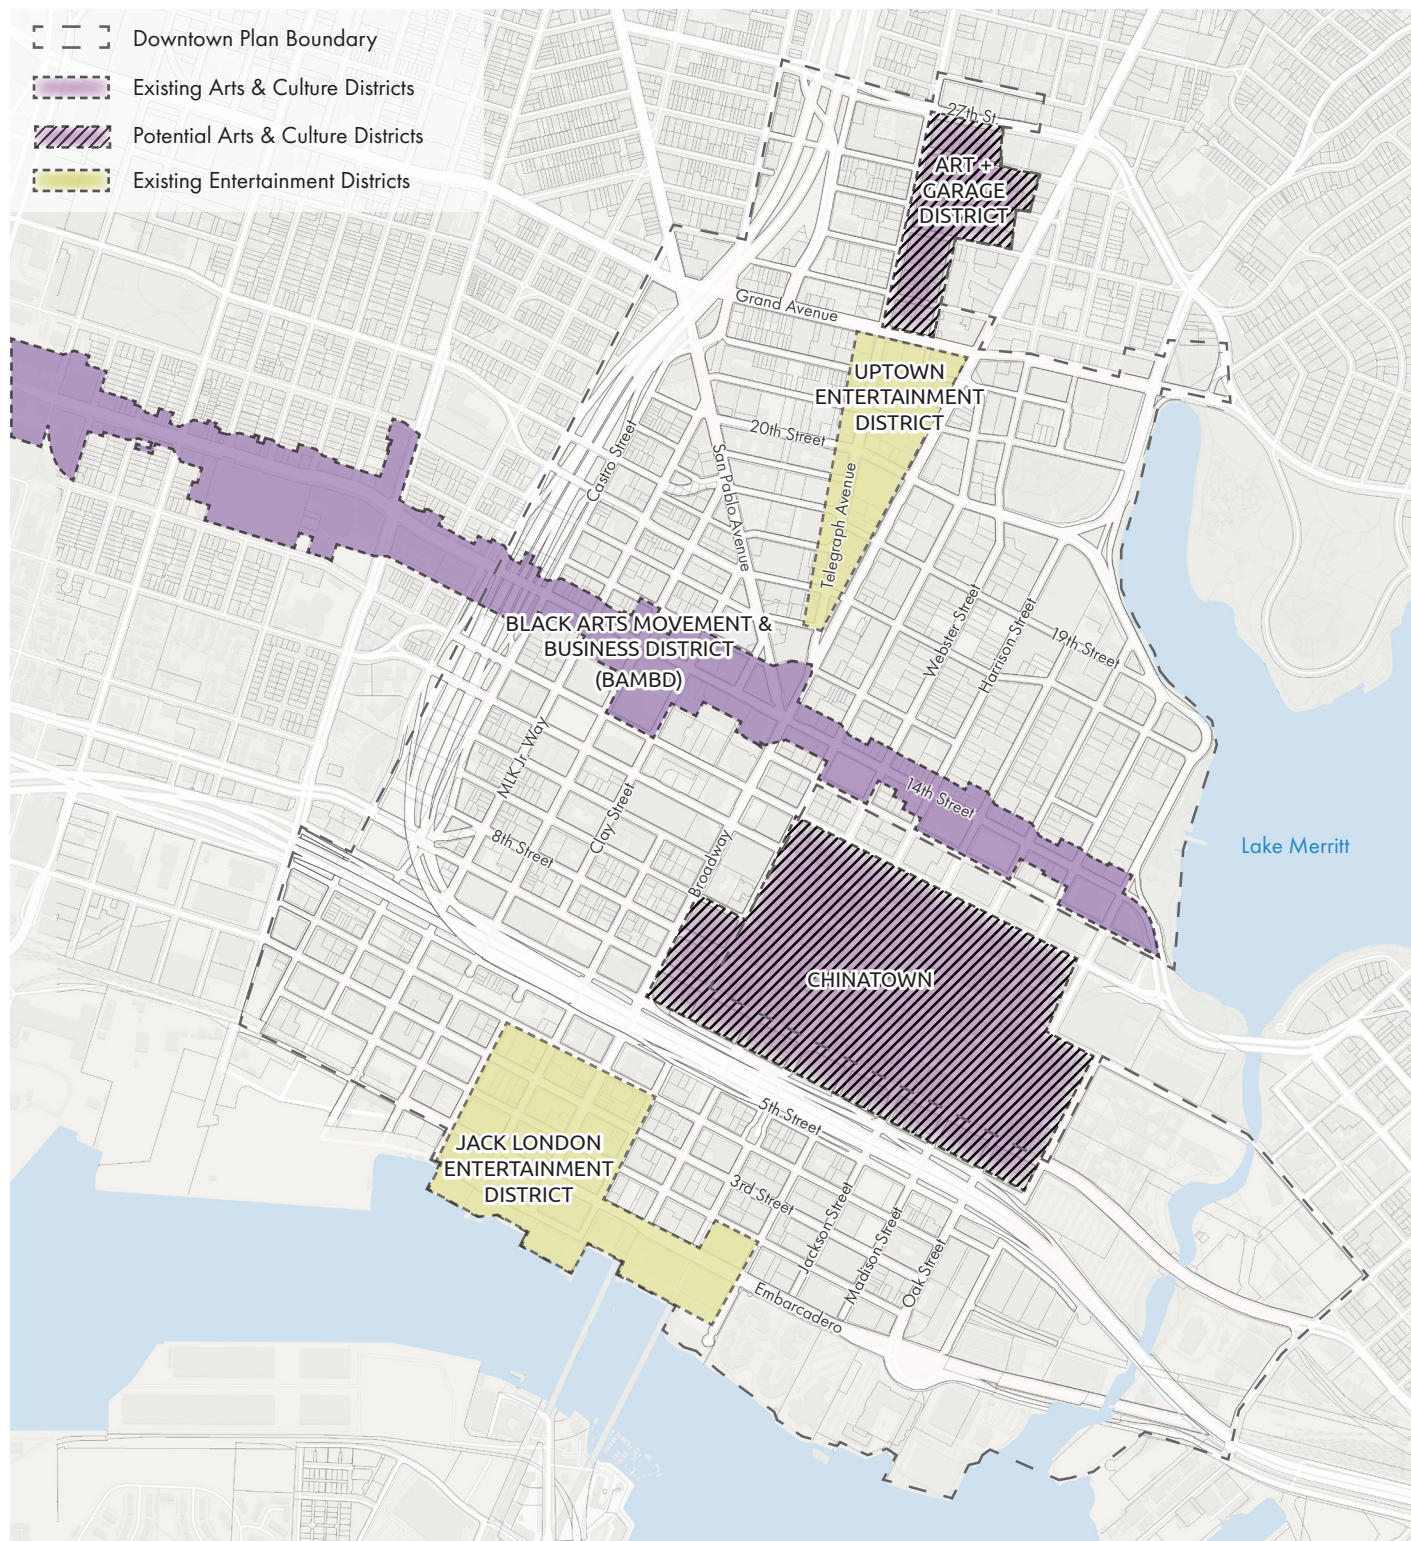 Downtown Plan Boundary
Existing Arts & Culture Districts
Potential Arts & Culture Districts
Existing Entertainment Districts
27th St.
ART +
GARAGE
DISTRICT
Grand Avenue
UPTOWN
ENTERTAINMENT
DISTRICT
20th Street
Castro Street
San Pablo Avenue
Telegraph Avenue
BLACK ARTS MOVEMENT &
BUSINESS DISTRICT
(BAMBD)
Webster Street
Harrison Street
19th Street
MLK Jr. Way
Clay Street
14th Street
8th Street
Broadway
Lake Merritt
CHINATOWN
5th Street
JACK LONDON
ENTERTAINMENT
DISTRICT
3rd Street
Jackson Street
Madison Street
Oak Street
Embarcadero